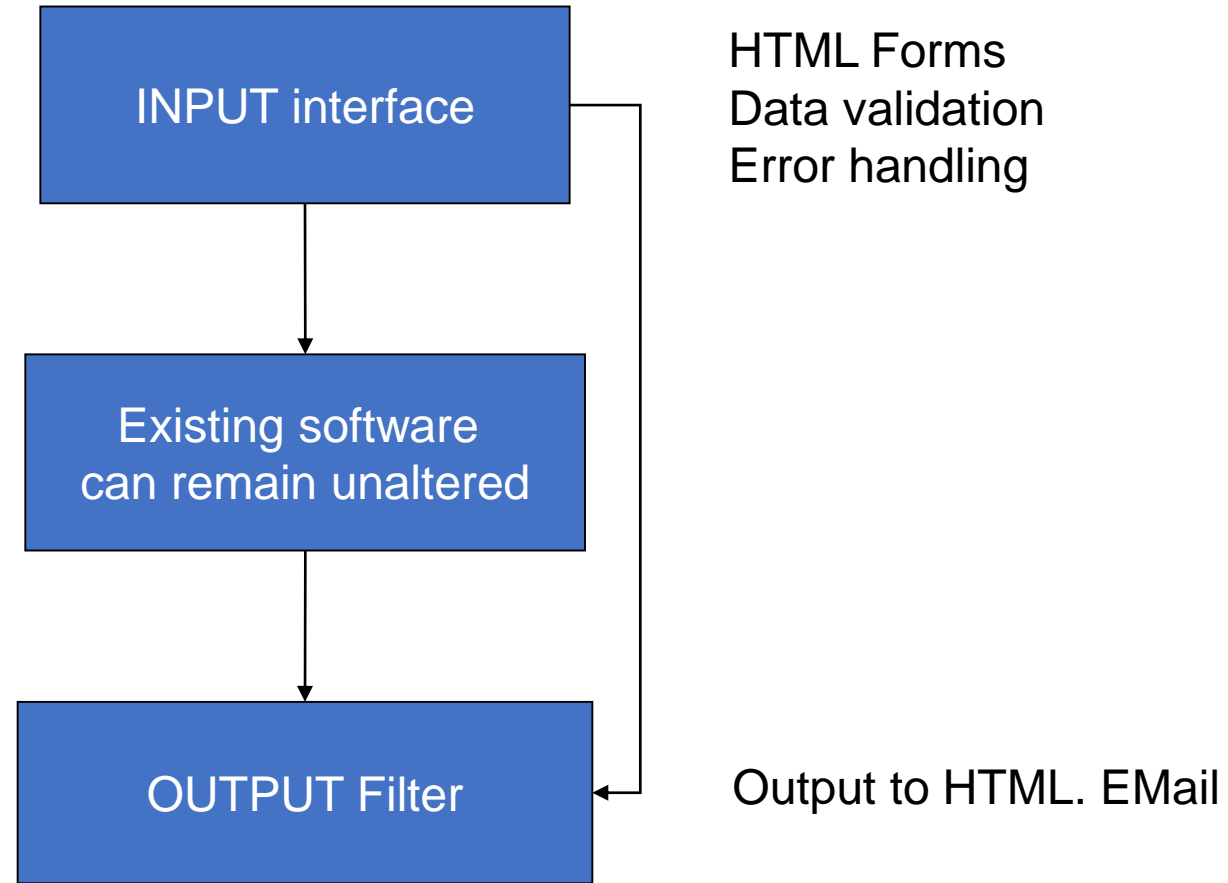 INPUT interface
HTML Forms
Data validation
Error handling
Existing software
can remain unaltered
OUTPUT Filter
Output to HTML. EMail